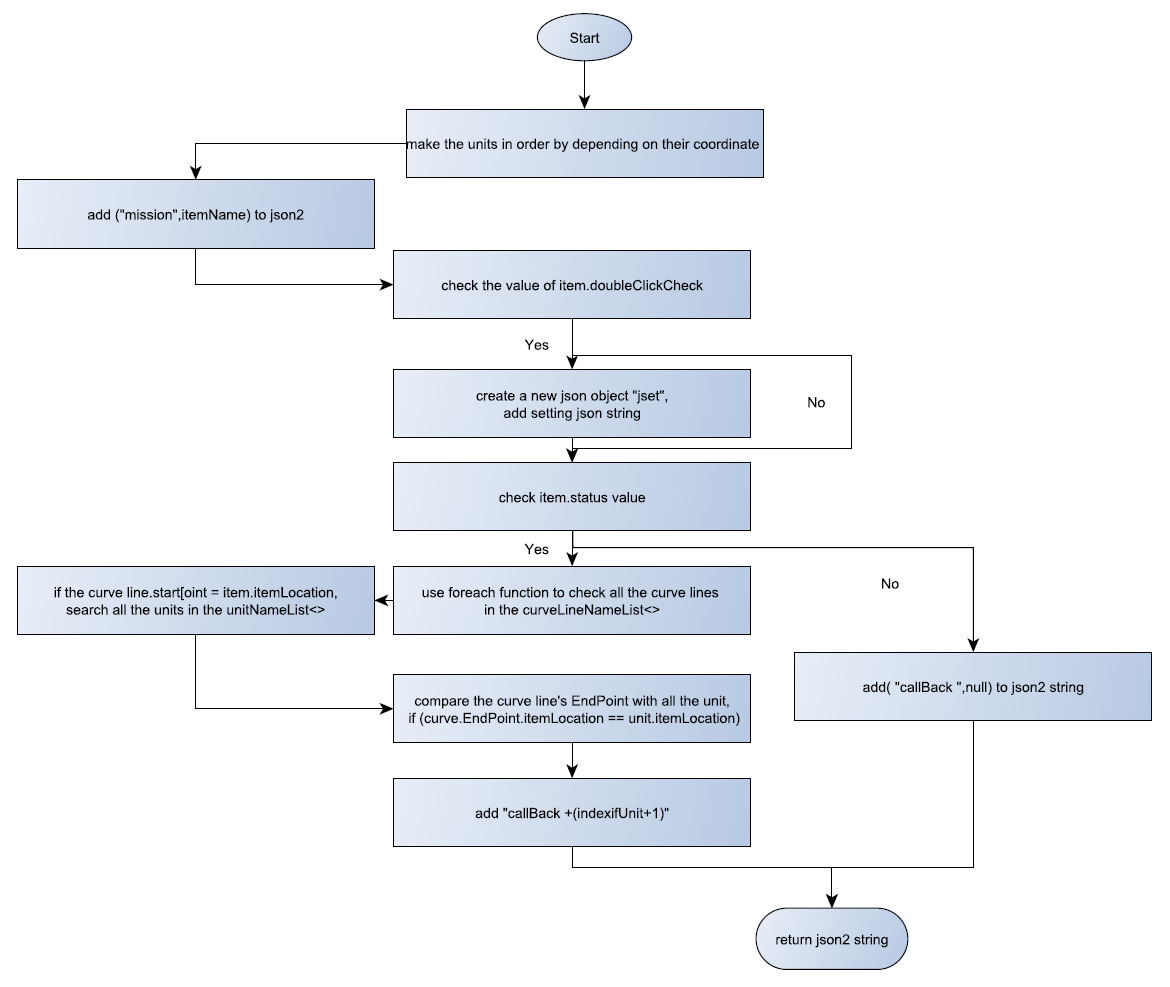 Start
make the units in order by depending on their coordinate
add ("mission",itemName) to json2
check the value of item.doubleClickCheck
Yes
create a new json object "jset",
add setting json string
No
check item.status value
Yes
No
if the curve line.start[oint = item.itemLocation,
search all the units in the unitNameList<>
use foreach function to check all the curve lines
in the curveLineNameList<>
add( "callBack ",null) to json2 string
compare the curve line's EndPoint with all the unit,
if (curve.EndPoint.itemLocation == unit.itemLocation)
add "callBack +(indexifUnit+1)"
return json2 string